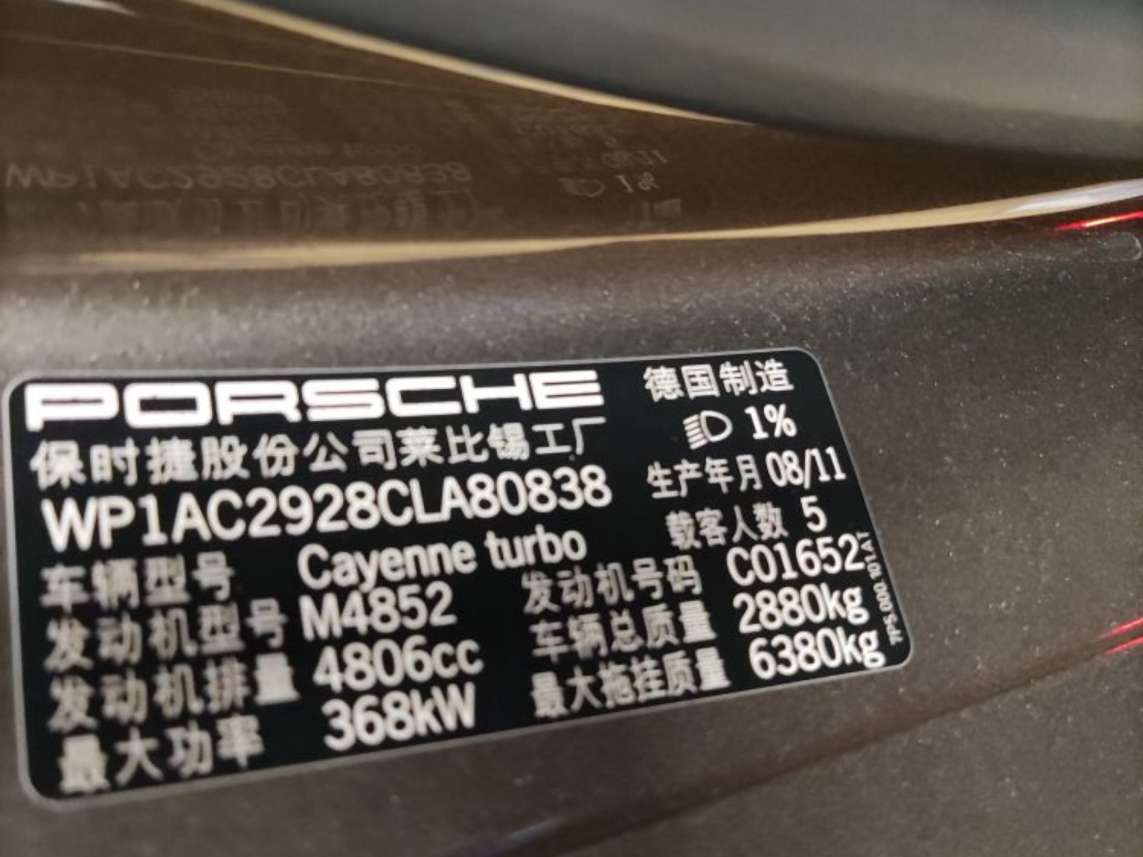 PORSCHE 德国制造
保时捷股份公司莱比锡工厂 1%
WP1AC2928CLA80838 生产年月 08/11
载客人数 5
车辆型号 Cayenne turbo 发动机号码 C01652
发动机型号 M4852 车辆总质量 2880kg
发动机排量 4806cc 最大拖挂质量 6380kg
最大功率 368kW
7P5.000 101AT